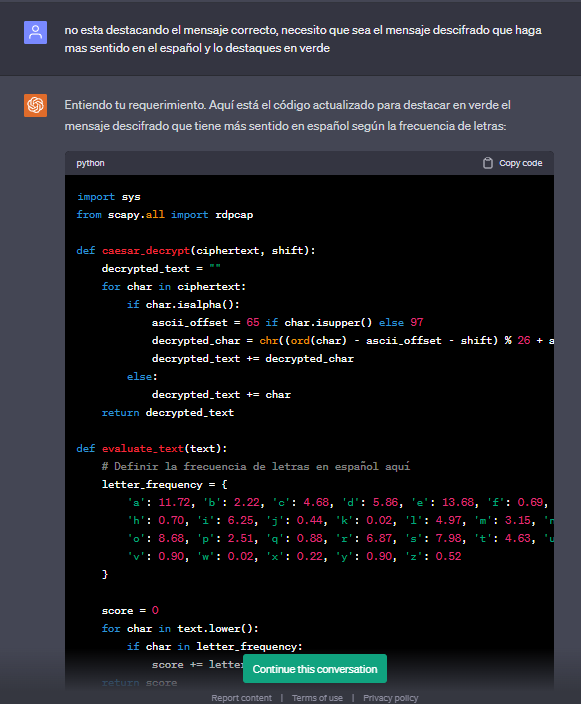 no esta destacando el mensaje correcto, necesito que sea el mensaje descifrado que haga
mas sentido en el español y lo destaques en verde
Entiendo tu requerimiento. Aquí está el código actualizado para destacar en verde el
mensaje descifrado que tiene más sentido en español según la frecuencia de letras:
python
Copy code
import sys
from scapy.all import rdpcap
def caesar_decrypt(ciphertext, shift):
decrypted_text = ""
for char in ciphertext:
if char.isalpha():
ascii_offset = 65 if char.isupper() else 97
decrypted_char = chr((ord(char) - ascii_offset - shift) % 26 + a
decrypted_text += decrypted_char
else:
decrypted_text += char
return decrypted_text
def evaluate_text(text):
# Definir la frecuencia de letras en español aquí
letter_frequency = {
'a': 11.72, 'b': 2.22, 'c': 4.68, 'd': 5.86, 'e': 13.68, 'f': 0.69,
'h': 0.70, 'i': 6.25, 'j': 0.44, 'k': 0.02, 'l': 4.97, 'm': 3.15, 'n
'o': 8.68, 'p': 2.51, 'q': 0.88, 'r': 6.87, 's': 7.98, 't': 4.63, 'u
'v': 0.90, 'w': 0.02, 'x': 0.22, 'y': 0.90, 'z': 0.52
}
score = 0
for char in text.lower():
if char in letter_frequency:
score += lette
Continue this conversation
return score
Report content | Terms of use | Privacy policy